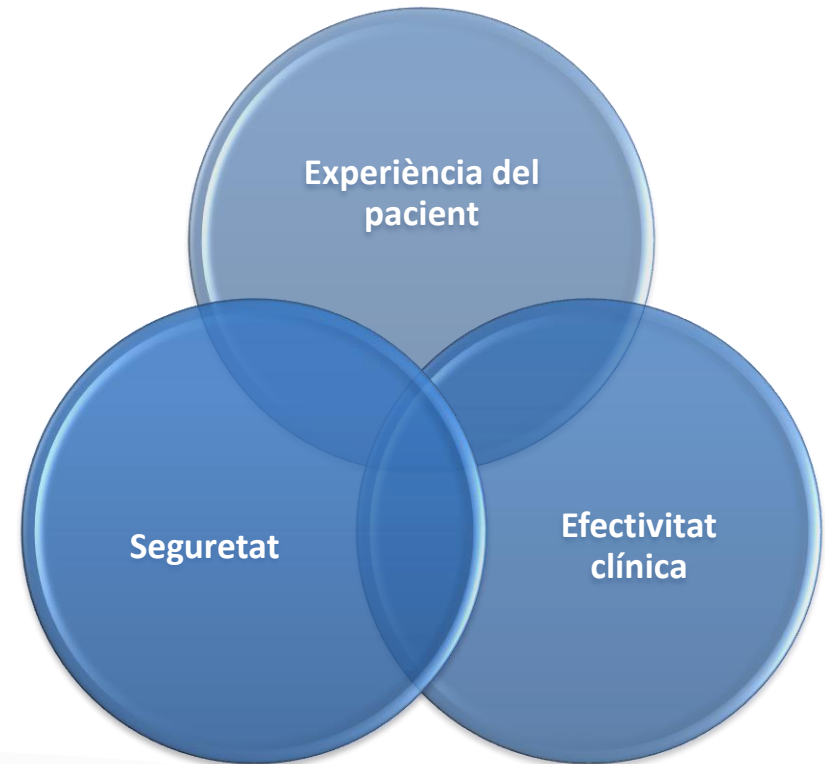 Experiència del
pacient
Seguretat
Efectivitat
clínica